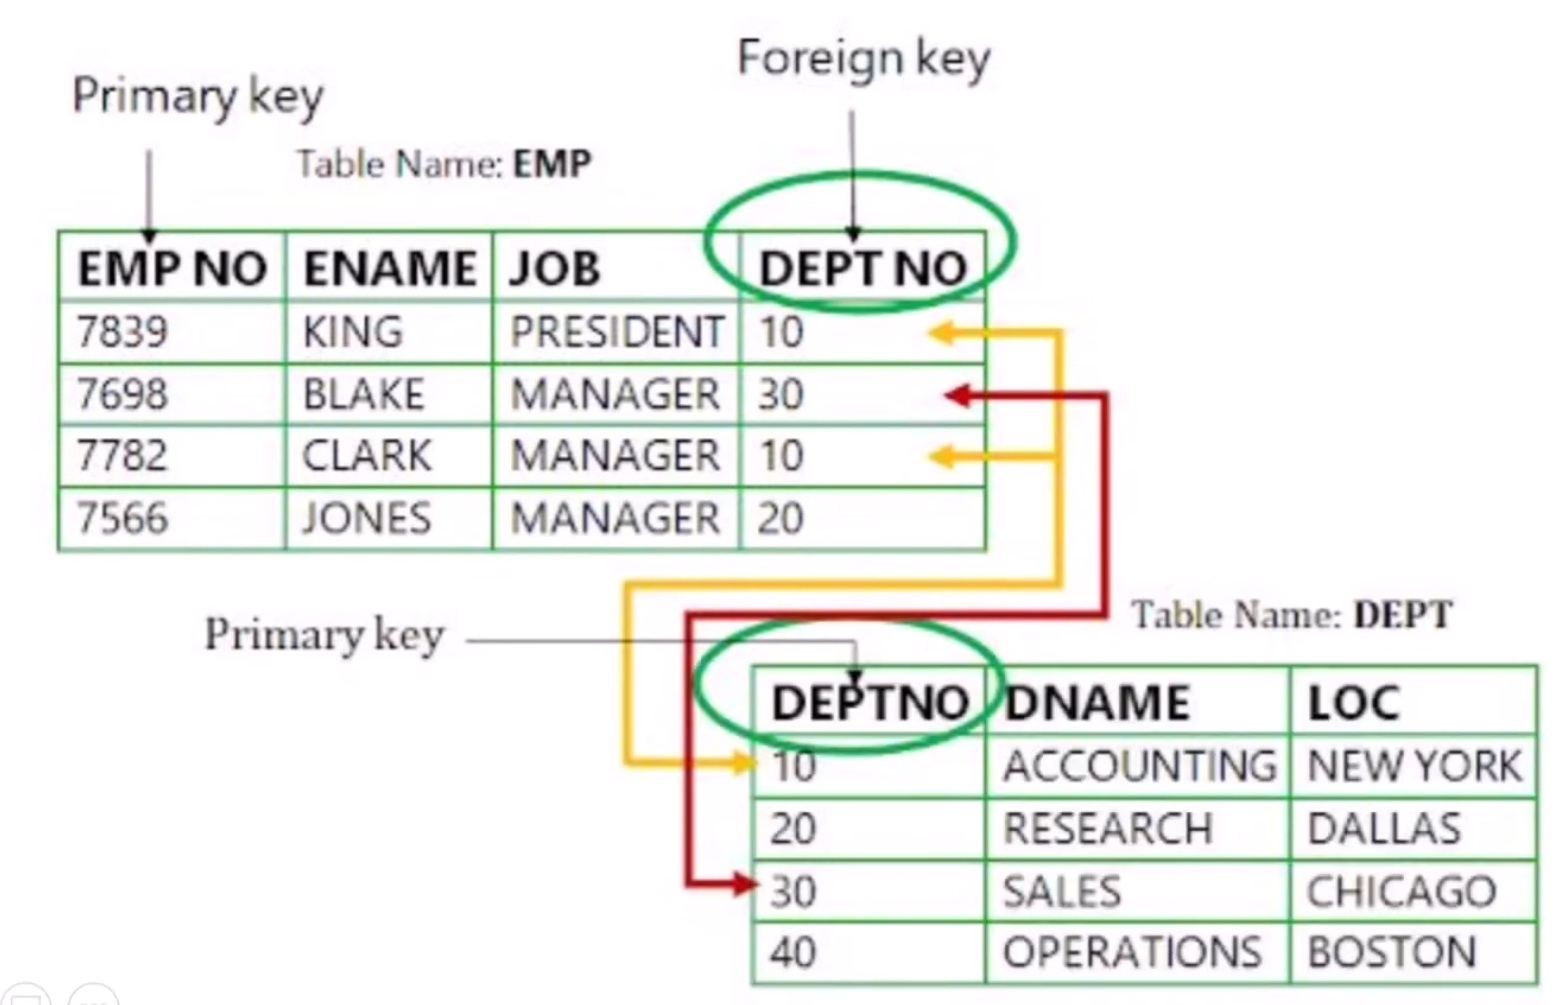 Foreign key
Primary key
Table Name: EMP
EMP NO ENAME JOB DEPT NO
7839 KING PRESIDENT 10
7698 BLAKE MANAGER 30
7782 CLARK MANAGER 10
7566 JONES MANAGER 20
Table Name: DEPT
Primary key
DEPTNO DNAME LOC
10 ACCOUNTING NEW YORK
20 RESEARCH DALLAS
30 SALES CHICAGO
40 OPERATIONS BOSTON